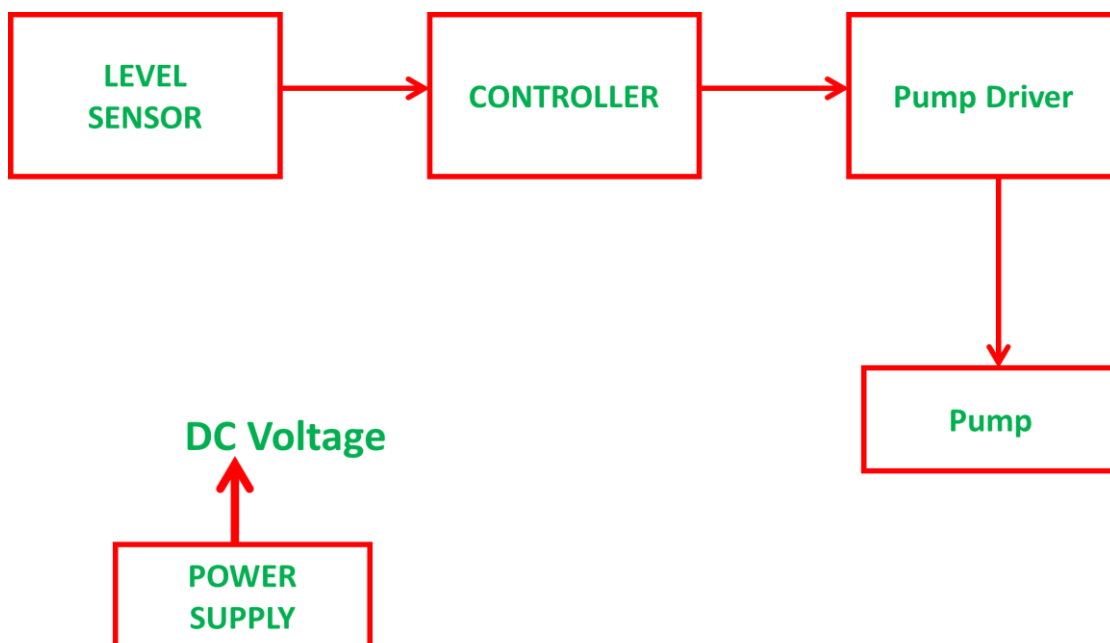 LEVEL
SENSOR
CONTROLLER
Pump Driver
Pump
DC Voltage
POWER
SUPPLY